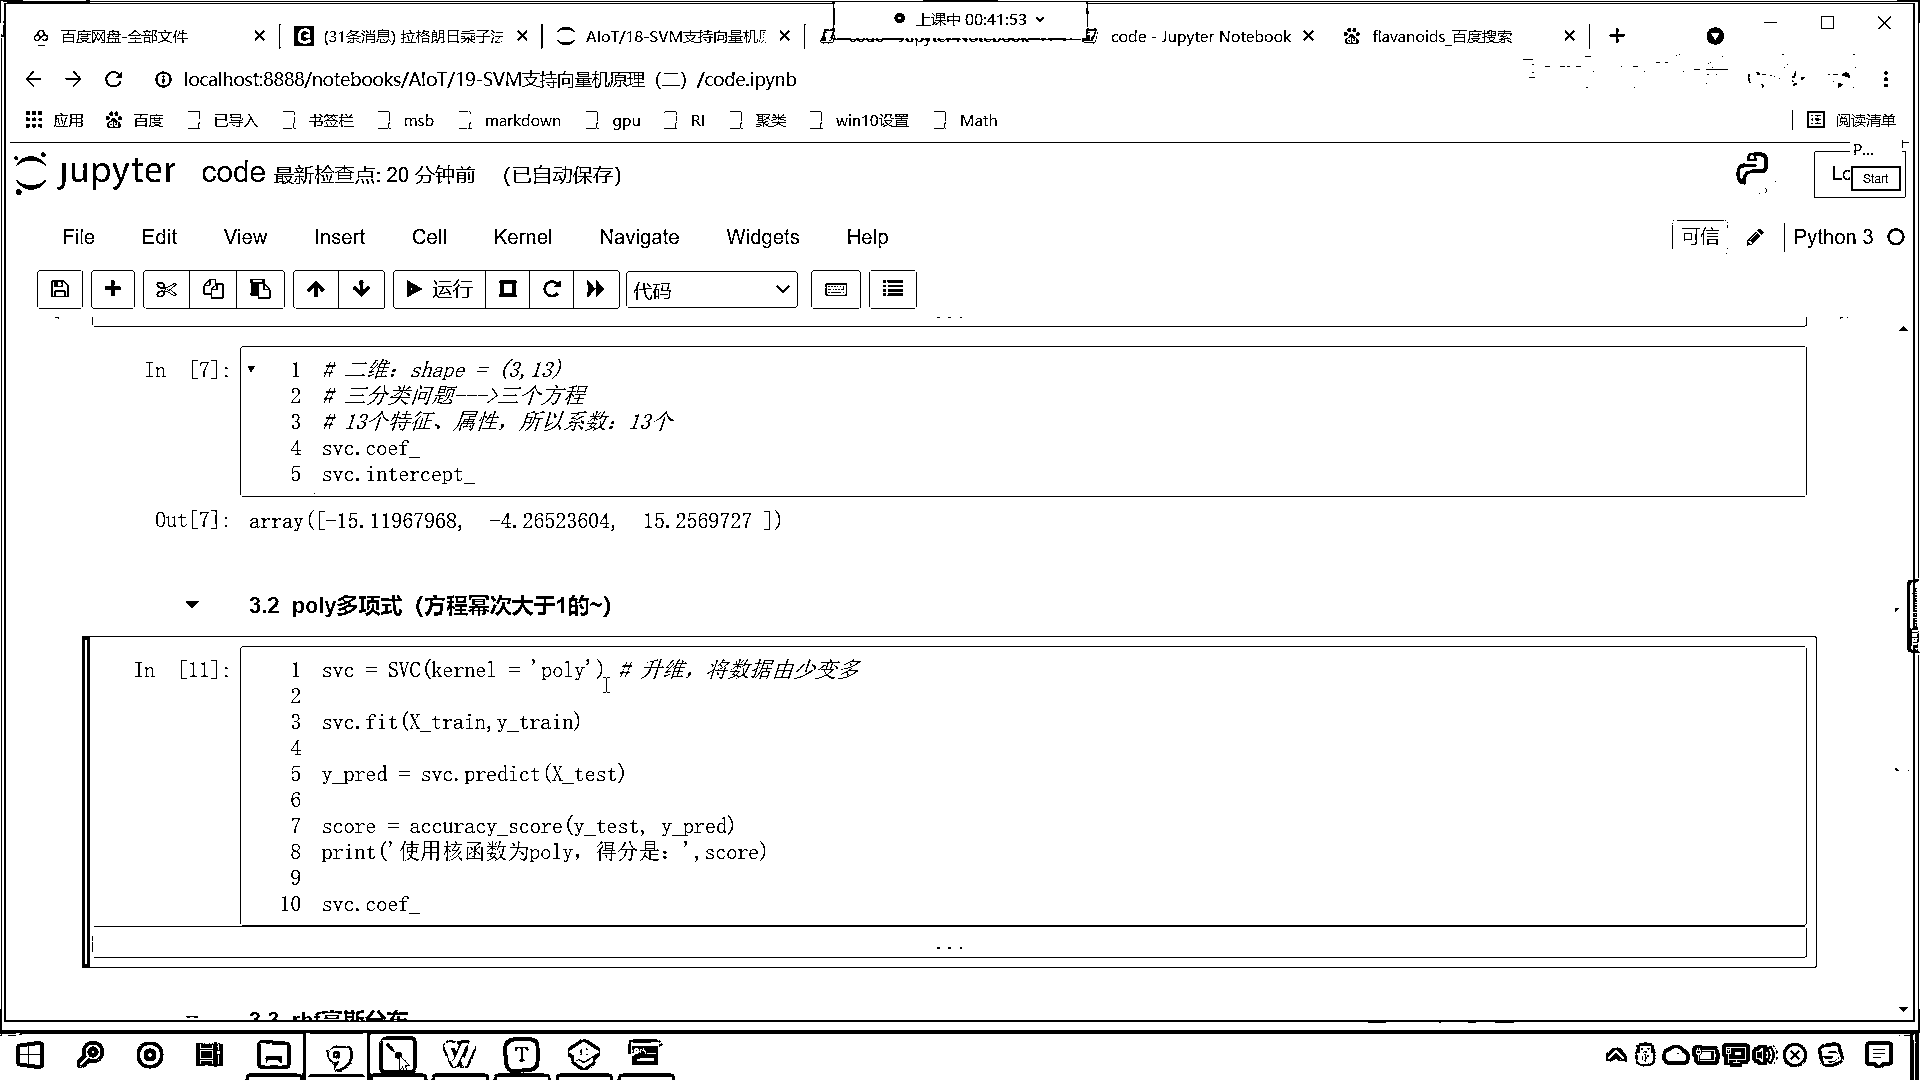 上课中 00:41:53
百度网盘-全部文件
(31条消息) 拉格朗日乘子法
AIoT/18-SVM支持向量机原
code - Jupyter Notebook
flavanoids_百度搜索
localhost:8888/notebooks/AIoT/19-SVM支持向量机原理（二）/code.ipynb
应用 百度 已导入 书签栏 msb markdown gpu RI 聚类 win10设置 Math 阅读清单
jupyter code 最新检查点: 20 分钟前 (已自动保存)
P...
Start
File Edit View Insert Cell Kernel Navigate Widgets Help 可信 Python 3
运行 代码
In [7]:
1 # 二维：shape = (3,13)
2 # 三分类问题--->三个方程
3 # 13个特征、属性，所以系数：13个
4 svc.coef_
5 svc.intercept_
Out[7]: array([-15.11967968, -4.26523604, 15.2569727 ])
3.2 poly多项式（方程幂次大于1的~）
In [11]:
1 svc = SVC(kernel = 'poly') # 升维，将数据由少变多
2
3 svc.fit(X_train,y_train)
4
5 y_pred = svc.predict(X_test)
6
7 score = accuracy_score(y_test, y_pred)
8 print('使用核函数为poly，得分是：',score)
9
10 svc.coef_
...
3.3 rbf高斯分布